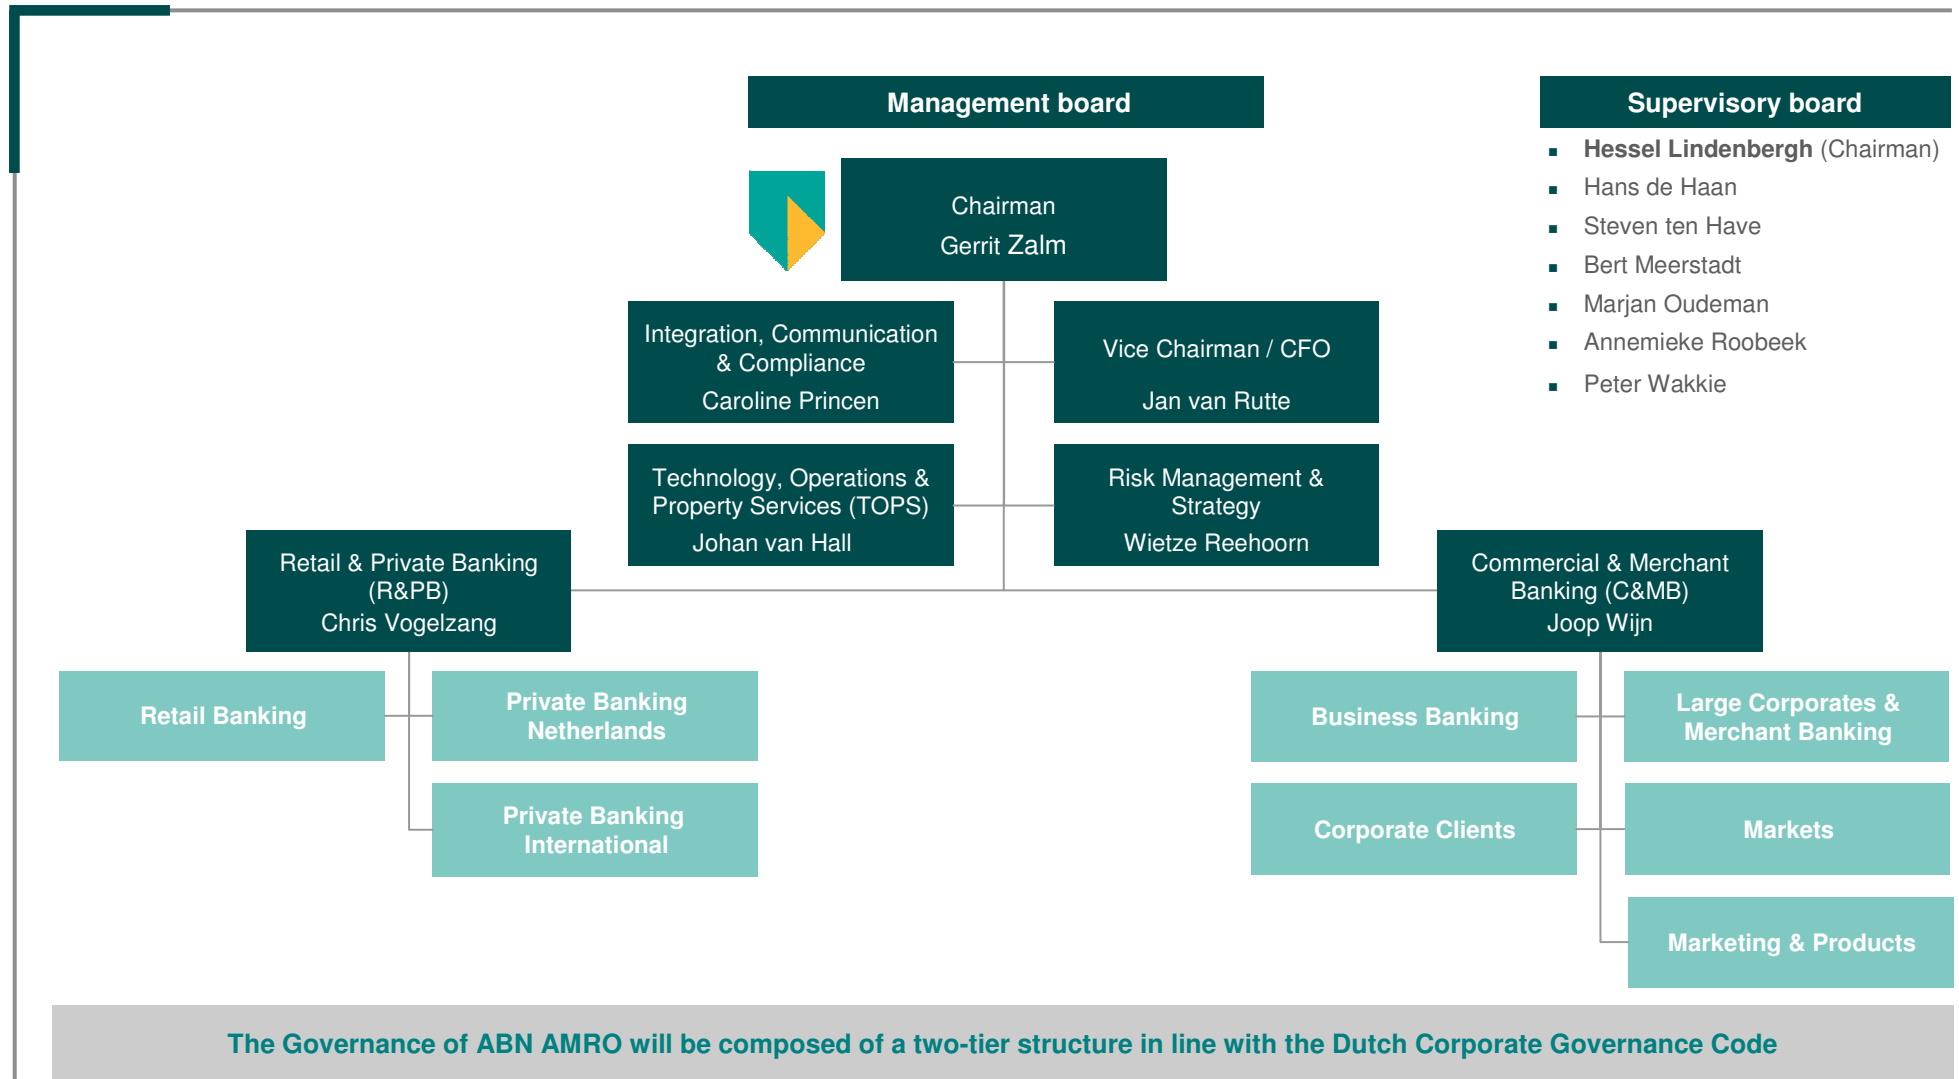 Management board
Supervisory board
Chairman
Gerrit Zalm
▪ Hessel Lindenbergh (Chairman)
▪ Hans de Haan
▪ Steven ten Have
▪ Bert Meerstadt
▪ Marjan Oudeman
▪ Annemieke Roobeek
▪ Peter Wakkie
Integration, Communication
& Compliance
Caroline Princen
Vice Chairman / CFO
Jan van Rutte
Technology, Operations &
Property Services (TOPS)
Johan van Hall
Risk Management &
Strategy
Wietze Reehoorn
Retail & Private Banking
(R&PB)
Chris Vogelzang
Commercial & Merchant
Banking (C&MB)
Joop Wijn
Retail Banking
Private Banking
Netherlands
Private Banking
International
Business Banking
Large Corporates &
Merchant Banking
Corporate Clients
Markets
Marketing & Products
The Governance of ABN AMRO will be composed of a two-tier structure in line with the Dutch Corporate Governance Code